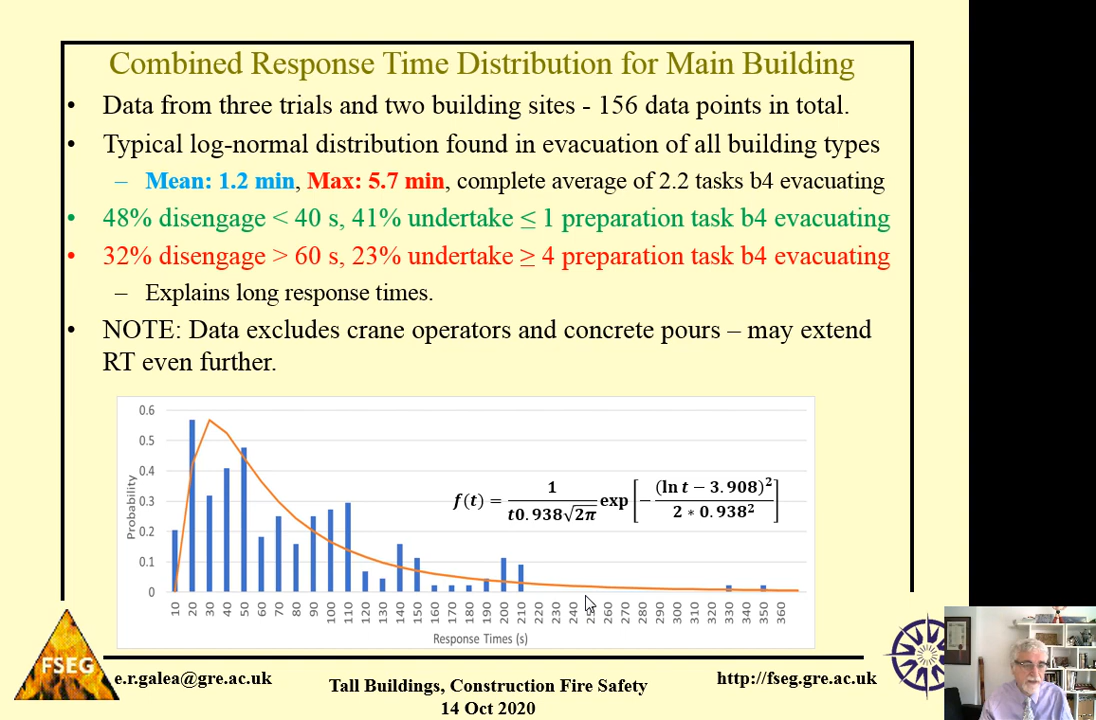 Combined Response Time Distribution for Main Building
• Data from three trials and two building sites - 156 data points in total.
• Typical log-normal distribution found in evacuation of all building types
– Mean: 1.2 min, Max: 5.7 min, complete average of 2.2 tasks b4 evacuating
• 48% disengage < 40 s, 41% undertake ≤ 1 preparation task b4 evacuating
• 32% disengage > 60 s, 23% undertake ≥ 4 preparation task b4 evacuating
– Explains long response times.
• NOTE: Data excludes crane operators and concrete pours – may extend
RT even further.
0.6
0.5
0.4
0.3
0.2
0.1
0
Probability
f(t) = 1 / (t0.938√2π) exp[−(ln t − 3.908)² / (2 * 0.938²)]
10 20 30 40 50 60 70 80 90 100 110 120 130 140 150 160 170 180 190 200 210 220 230 240 250 260 270 280 290 300 310 320 330 340 350 360
Response Times (s)
FSEG
e.r.galea@gre.ac.uk
Tall Buildings, Construction Fire Safety
14 Oct 2020
http://fseg.gre.ac.uk